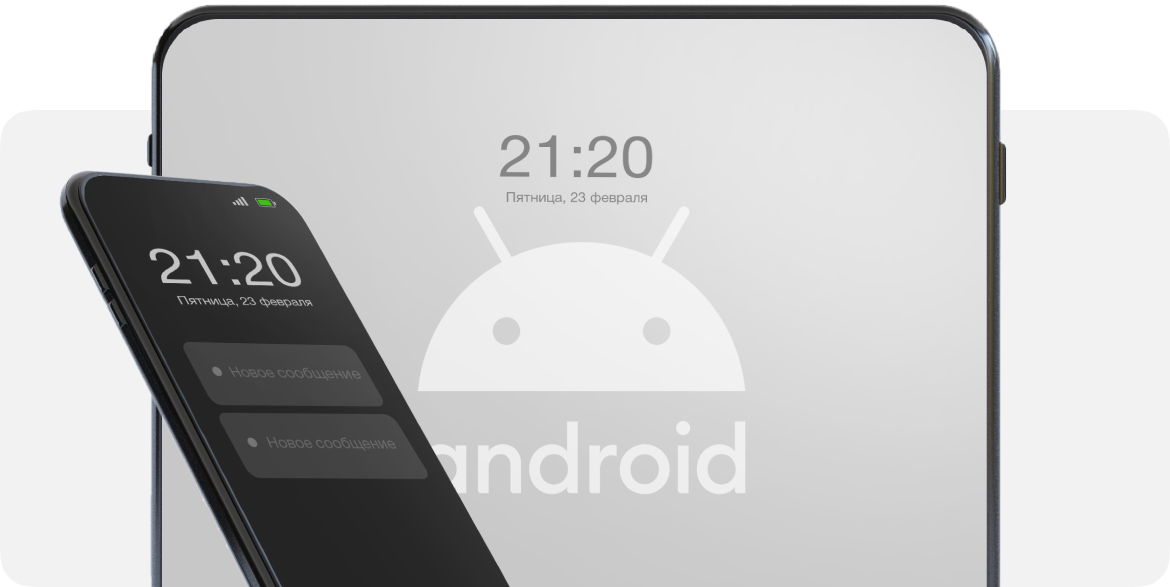 21:20
Пятница, 23 февраля
android
21:20
Пятница, 23 февраля
Новое сообщение
Новое сообщение